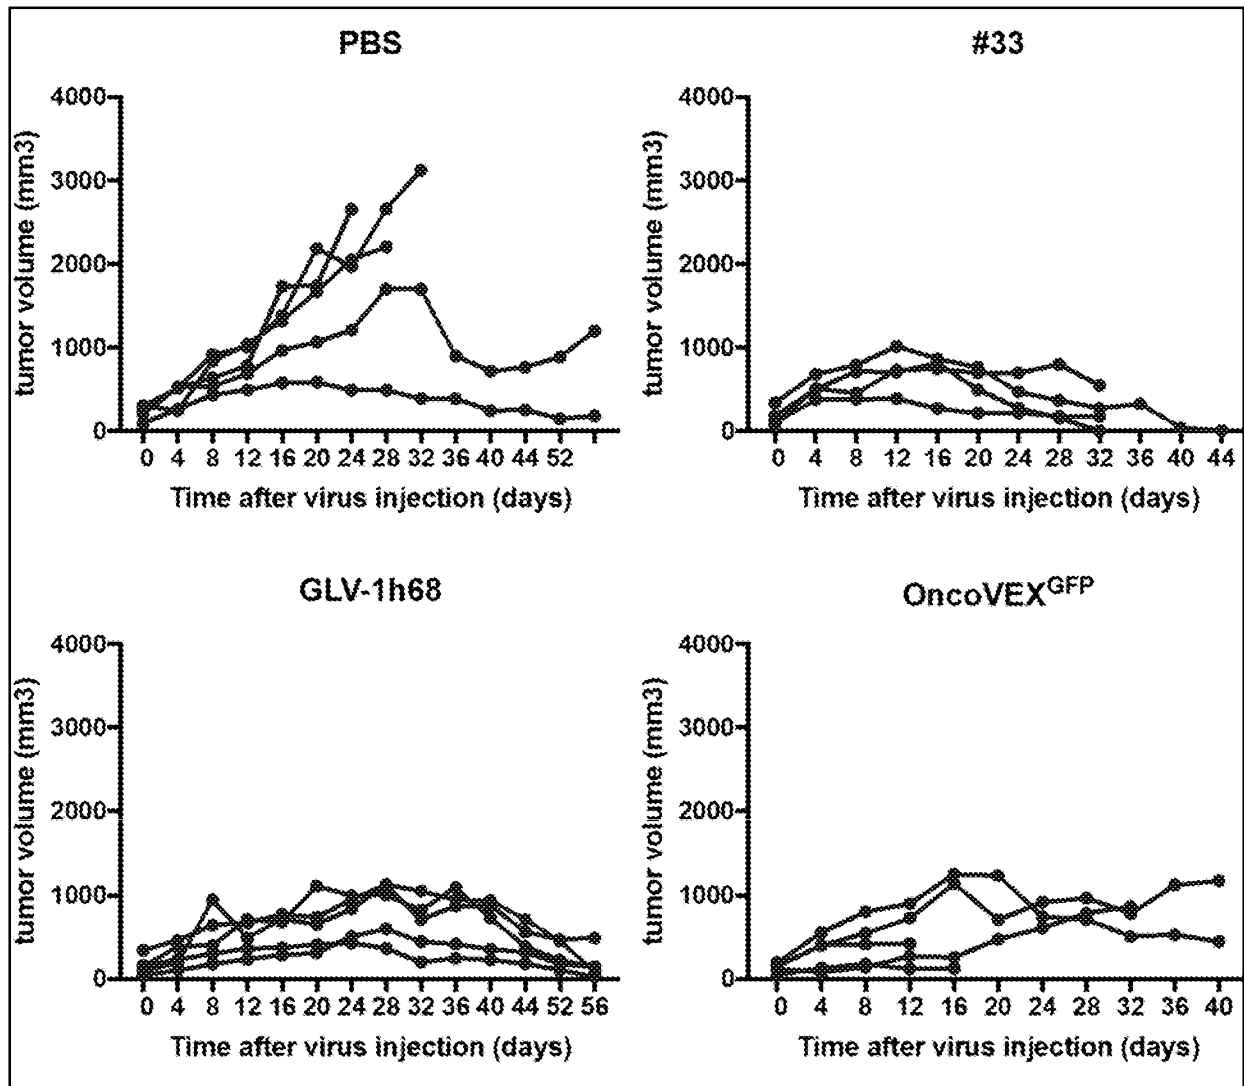 PBS
tumor volume (mm3)
4000
3000
2000
1000
0
0 4 8 12 16 20 24 28 32 36 40 44 52
Time after virus injection (days)
#33
tumor volume (mm3)
4000
3000
2000
1000
0
0 4 8 12 16 20 24 28 32 36 40 44
Time after virus injection (days)
GLV-1h68
tumor volume (mm3)
4000
3000
2000
1000
0
0 4 8 12 16 20 24 28 32 36 40 44 52 56
Time after virus injection (days)
OncoVEXGFP
tumor volume (mm3)
4000
3000
2000
1000
0
0 4 8 12 16 20 24 28 32 36 40
Time after virus injection (days)